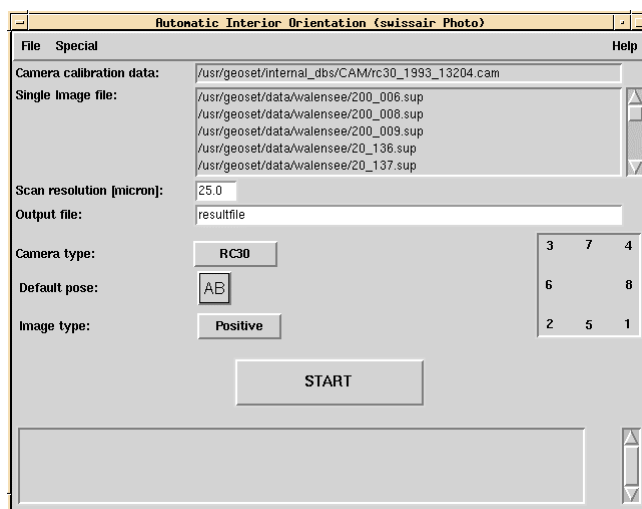 Automatic Interior Orientation (swissair Photo)
File Special Help
Camera calibration data: /usr/geoset/internal_dbs/CAM/rc30_1993_13204.cam
Single Image file: /usr/geoset/data/walensee/200_006.sup
/usr/geoset/data/walensee/200_008.sup
/usr/geoset/data/walensee/200_009.sup
/usr/geoset/data/walensee/20_136.sup
/usr/geoset/data/walensee/20_137.sup
Scan resolution [micron]: 25.0
Output file: resultfile
Camera type: RC30
3 7 4
Default pose: AB
6 8
Image type: Positive
2 5 1
START